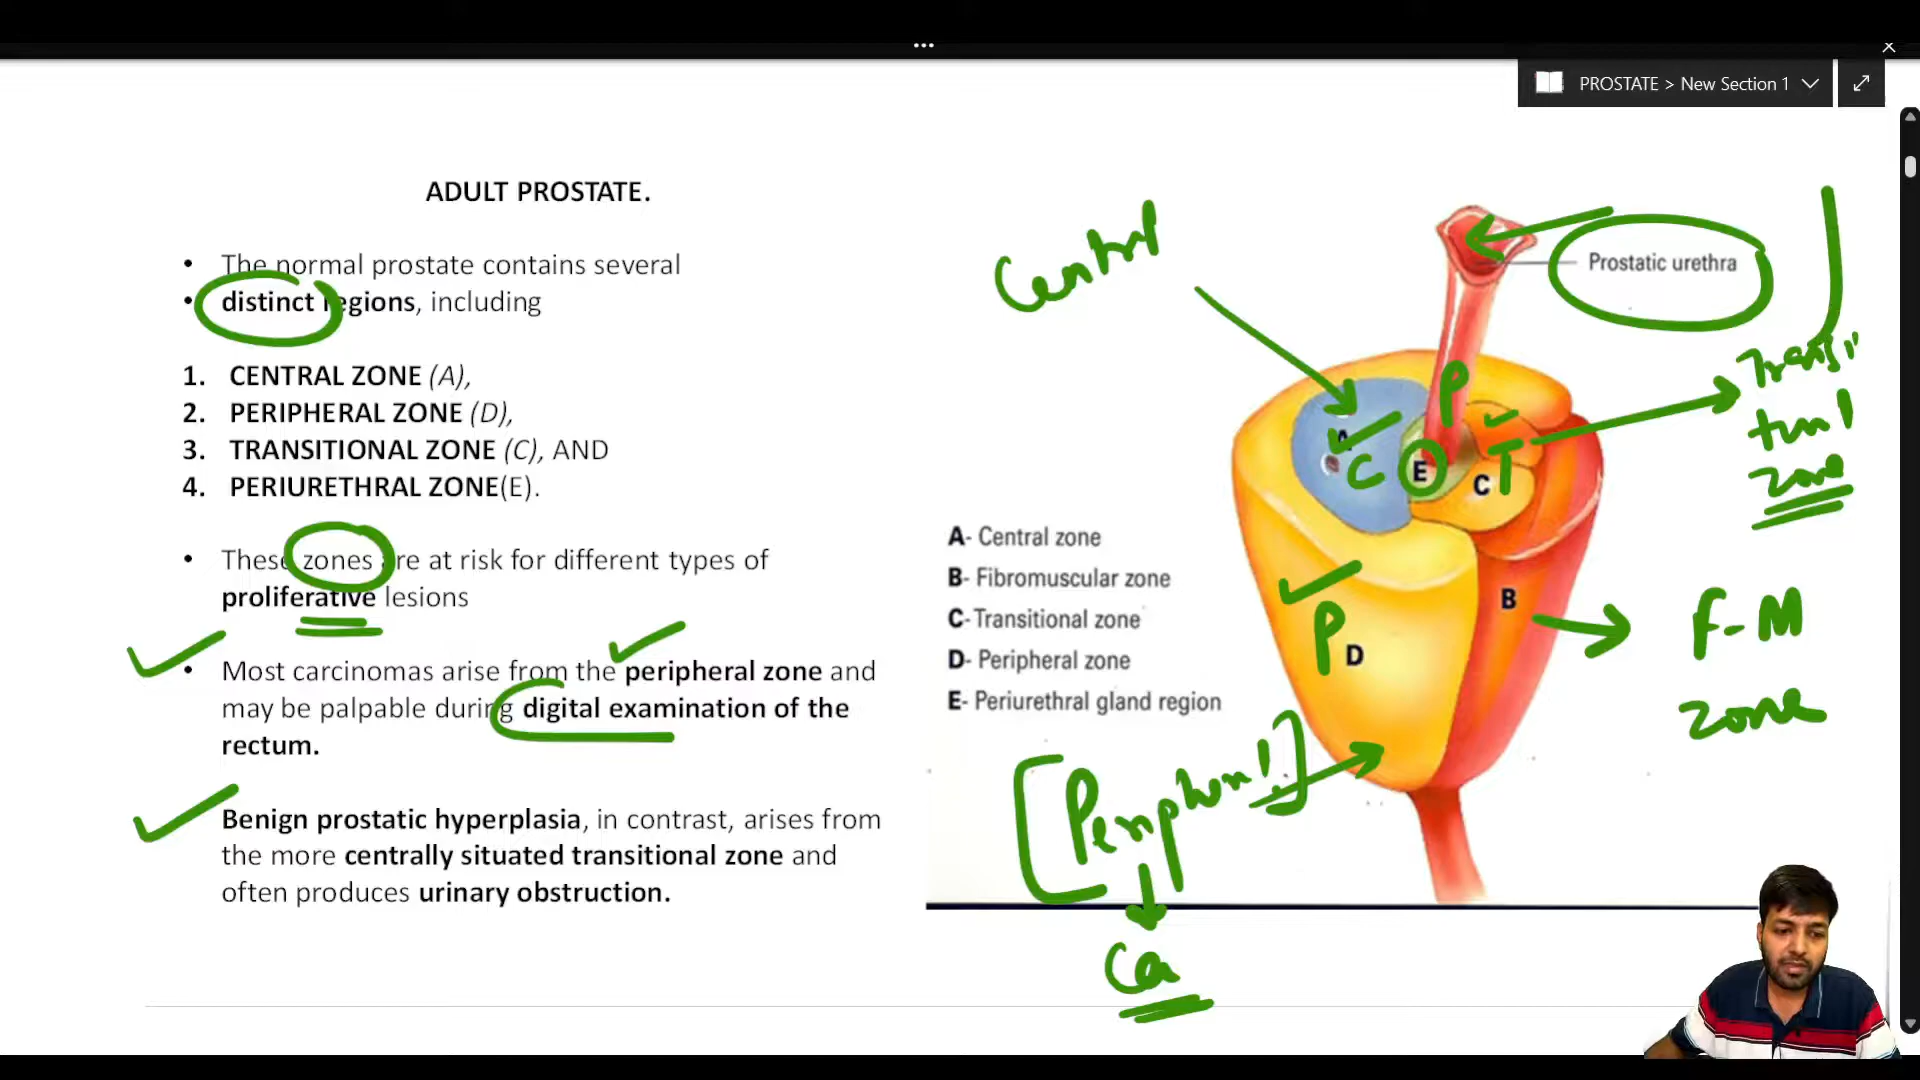 PROSTATE > New Section 1
ADULT PROSTATE.
• The normal prostate contains several
• distinct regions, including
1. CENTRAL ZONE (A),
2. PERIPHERAL ZONE (D),
3. TRANSITIONAL ZONE (C), AND
4. PERIURETHRAL ZONE(E).
• These zones are at risk for different types of
proliferative lesions
• Most carcinomas arise from the peripheral zone and
may be palpable during digital examination of the
rectum.
Benign prostatic hyperplasia, in contrast, arises from
the more centrally situated transitional zone and
often produces urinary obstruction.
Central
Prostatic urethra
P
A
C
E
T
C
zone
A- Central zone
B- Fibromuscular zone
C- Transitional zone
D- Peripheral zone
E- Periurethral gland region
B
P
D
F-M
zone
Ca